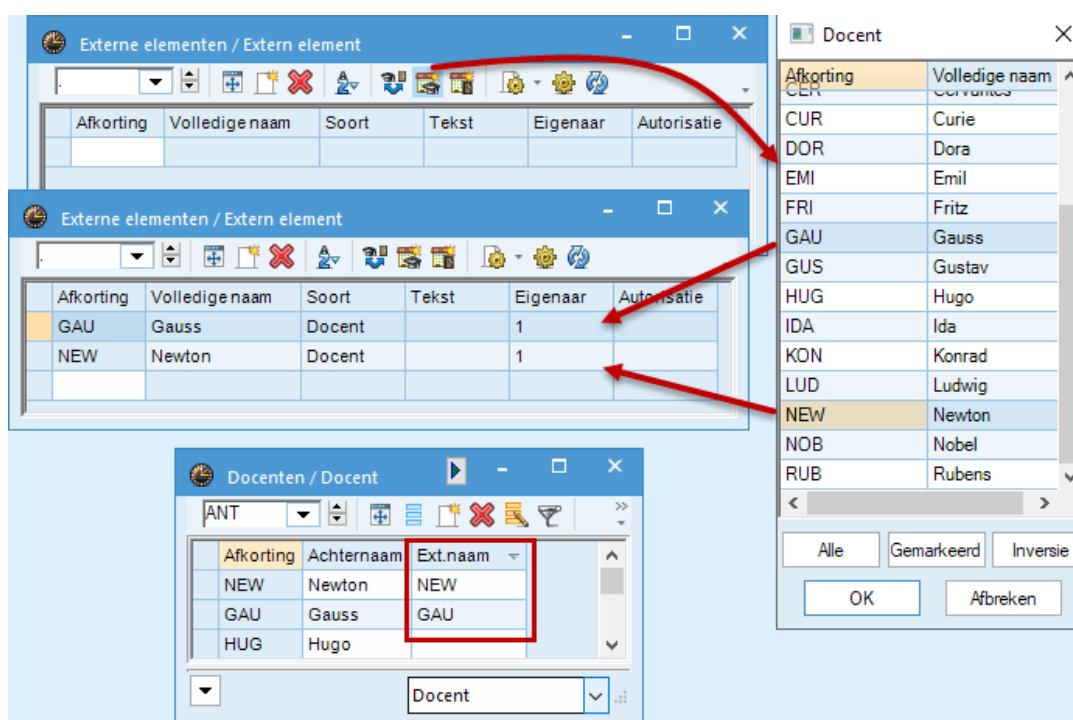 Externe elementen / Extern element
.
Afkorting Volledige naam Soort Tekst Eigenaar Autorisatie
Externe elementen / Extern element
.
Afkorting Volledige naam Soort Tekst Eigenaar Autorisatie
GAU Gauss Docent 1
NEW Newton Docent 1
Docenten / Docent
ANT
Afkorting Achternaam Ext.naam
NEW Newton NEW
GAU Gauss GAU
HUG Hugo
Docent
Docent
Afkorting Volledige naam
CER Cervantes
CUR Curie
DOR Dora
EMI Emil
FRI Fritz
GAU Gauss
GUS Gustav
HUG Hugo
IDA Ida
KON Konrad
LUD Ludwig
NEW Newton
NOB Nobel
RUB Rubens
Alle Gemarkeerd Inversie
OK Afbreken